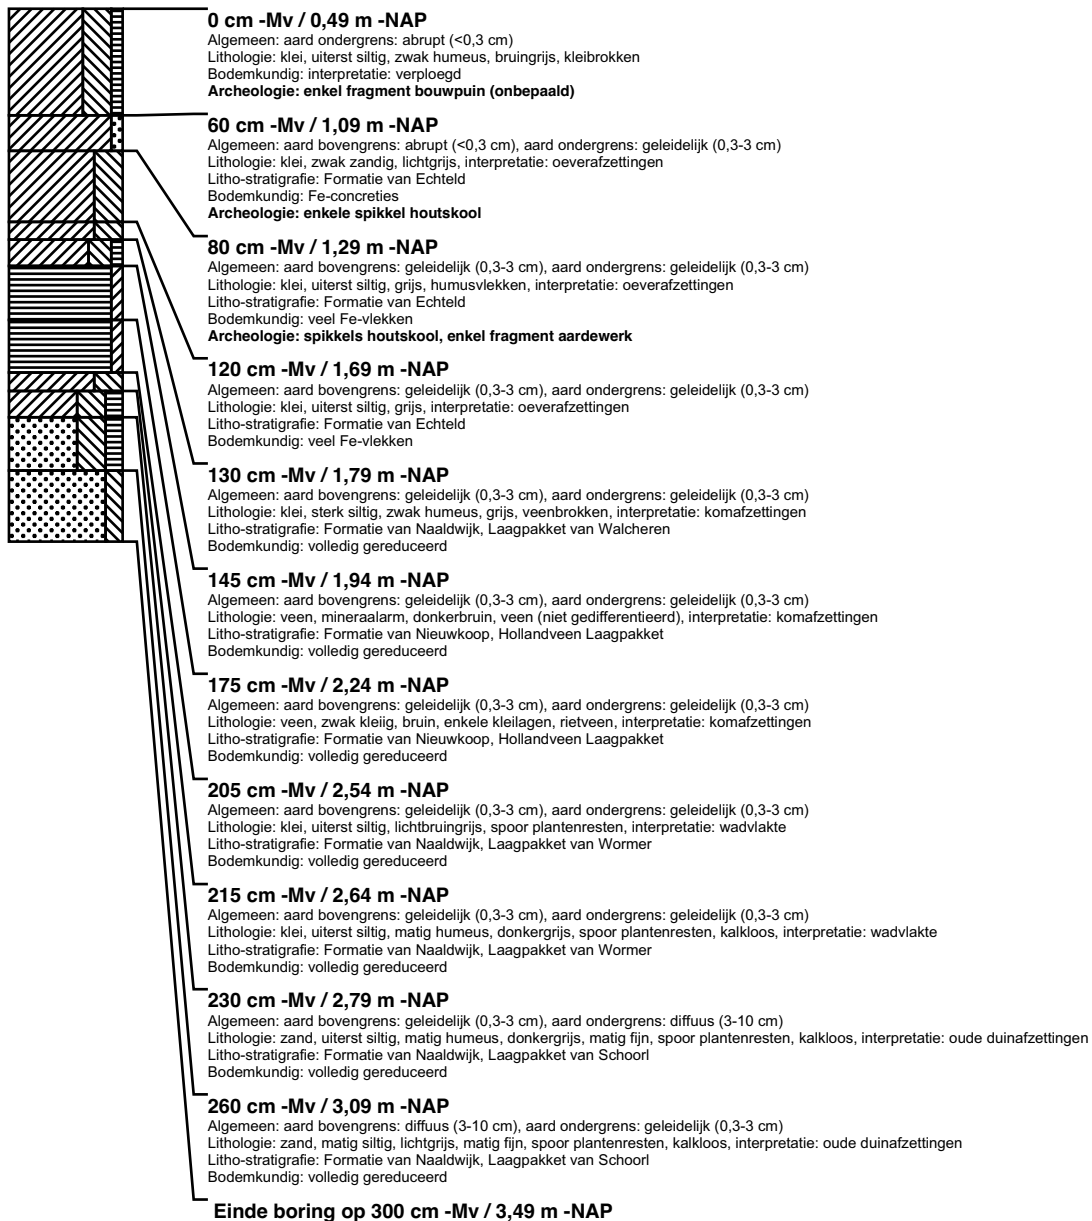 0 cm -Mv / 0,49 m -NAP
Algemeen: aard ondergrens: abrupt (<0,3 cm)
Lithologie: klei, uiterst siltig, zwak humeus, bruingrijs, kleibrokken
Bodemkundig: interpretatie: verploegd
Archeologie: enkel fragment bouwpuin (onbepaald)
60 cm -Mv / 1,09 m -NAP
Algemeen: aard bovengrens: abrupt (<0,3 cm), aard ondergrens: geleidelijk (0,3-3 cm)
Lithologie: klei, zwak zandig, lichtgrijs, interpretatie: oeverafzettingen
Litho-stratigrafie: Formatie van Echteld
Bodemkundig: Fe-concreties
Archeologie: enkele spikkel houtskool
80 cm -Mv / 1,29 m -NAP
Algemeen: aard bovengrens: geleidelijk (0,3-3 cm), aard ondergrens: geleidelijk (0,3-3 cm)
Lithologie: klei, uiterst siltig, grijs, humusvlekken, interpretatie: oeverafzettingen
Litho-stratigrafie: Formatie van Echteld
Bodemkundig: veel Fe-vlekken
Archeologie: spikkels houtskool, enkel fragment aardewerk
120 cm -Mv / 1,69 m -NAP
Algemeen: aard bovengrens: geleidelijk (0,3-3 cm), aard ondergrens: geleidelijk (0,3-3 cm)
Lithologie: klei, uiterst siltig, grijs, interpretatie: oeverafzettingen
Litho-stratigrafie: Formatie van Echteld
Bodemkundig: veel Fe-vlekken
130 cm -Mv / 1,79 m -NAP
Algemeen: aard bovengrens: geleidelijk (0,3-3 cm), aard ondergrens: geleidelijk (0,3-3 cm)
Lithologie: klei, sterk siltig, zwak humeus, grijs, veenbrokken, interpretatie: komafzettingen
Litho-stratigrafie: Formatie van Naaldwijk, Laagpakket van Walcheren
Bodemkundig: volledig gereduceerd
145 cm -Mv / 1,94 m -NAP
Algemeen: aard bovengrens: geleidelijk (0,3-3 cm), aard ondergrens: geleidelijk (0,3-3 cm)
Lithologie: veen, mineraalarm, donkerbruin, veen (niet gedifferentieerd), interpretatie: komafzettingen
Litho-stratigrafie: Formatie van Nieuwkoop, Hollandveen Laagpakket
Bodemkundig: volledig gereduceerd
175 cm -Mv / 2,24 m -NAP
Algemeen: aard bovengrens: geleidelijk (0,3-3 cm), aard ondergrens: geleidelijk (0,3-3 cm)
Lithologie: veen, zwak kleiig, bruin, enkele kleilagen, rietveen, interpretatie: komafzettingen
Litho-stratigrafie: Formatie van Nieuwkoop, Hollandveen Laagpakket
Bodemkundig: volledig gereduceerd
205 cm -Mv / 2,54 m -NAP
Algemeen: aard bovengrens: geleidelijk (0,3-3 cm), aard ondergrens: geleidelijk (0,3-3 cm)
Lithologie: klei, uiterst siltig, lichtbruingrijs, spoor plantenresten, interpretatie: wadvlakte
Litho-stratigrafie: Formatie van Naaldwijk, Laagpakket van Wormer
Bodemkundig: volledig gereduceerd
215 cm -Mv / 2,64 m -NAP
Algemeen: aard bovengrens: geleidelijk (0,3-3 cm), aard ondergrens: geleidelijk (0,3-3 cm)
Lithologie: klei, uiterst siltig, matig humeus, donkergrijs, spoor plantenresten, kalkloos, interpretatie: wadvlakte
Litho-stratigrafie: Formatie van Naaldwijk, Laagpakket van Wormer
Bodemkundig: volledig gereduceerd
230 cm -Mv / 2,79 m -NAP
Algemeen: aard bovengrens: geleidelijk (0,3-3 cm), aard ondergrens: diffuus (3-10 cm)
Lithologie: zand, uiterst siltig, matig humeus, donkergrijs, matig fijn, spoor plantenresten, kalkloos, interpretatie: oude duinafzettingen
Litho-stratigrafie: Formatie van Naaldwijk, Laagpakket van Schoorl
Bodemkundig: volledig gereduceerd
260 cm -Mv / 3,09 m -NAP
Algemeen: aard bovengrens: diffuus (3-10 cm), aard ondergrens: geleidelijk (0,3-3 cm)
Lithologie: zand, matig siltig, lichtgrijs, matig fijn, spoor plantenresten, kalkloos, interpretatie: oude duinafzettingen
Litho-stratigrafie: Formatie van Naaldwijk, Laagpakket van Schoorl
Bodemkundig: volledig gereduceerd
Einde boring op 300 cm -Mv / 3,49 m -NAP